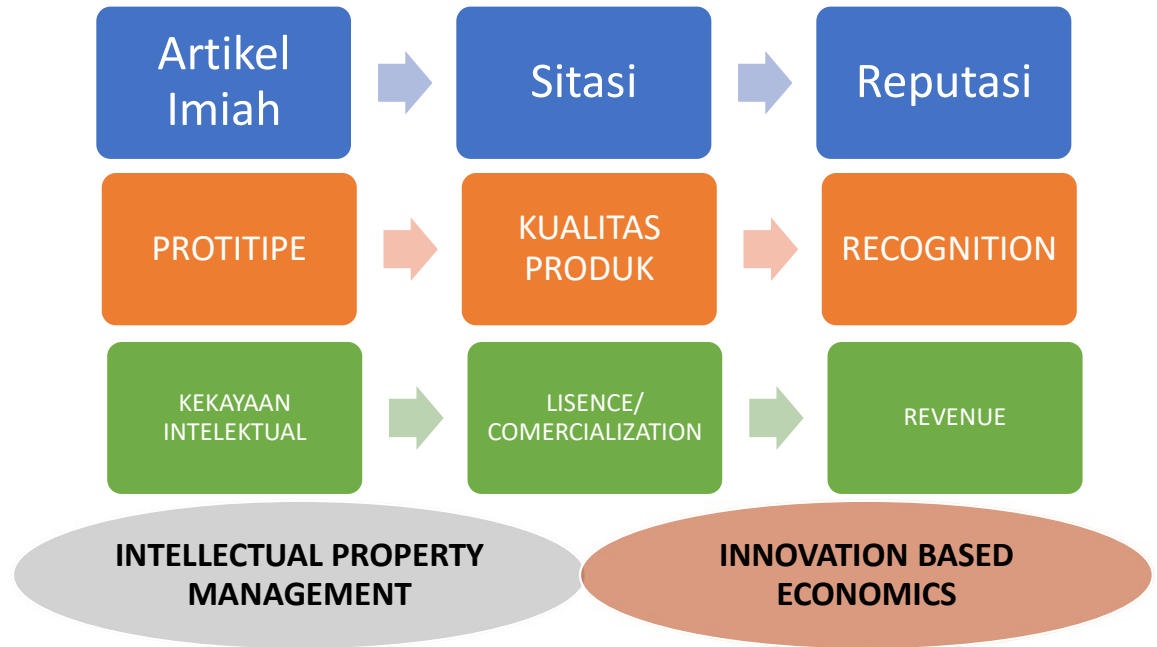 Artikel
Imiah
Sitasi
Reputasi
PROTITIPE
KUALITAS
PRODUK
RECOGNITION
KEKAYAAN
INTELEKTUAL
LISENCE/
COMERCIALIZATION
REVENUE
INTELLECTUAL PROPERTY
MANAGEMENT
INNOVATION BASED
ECONOMICS